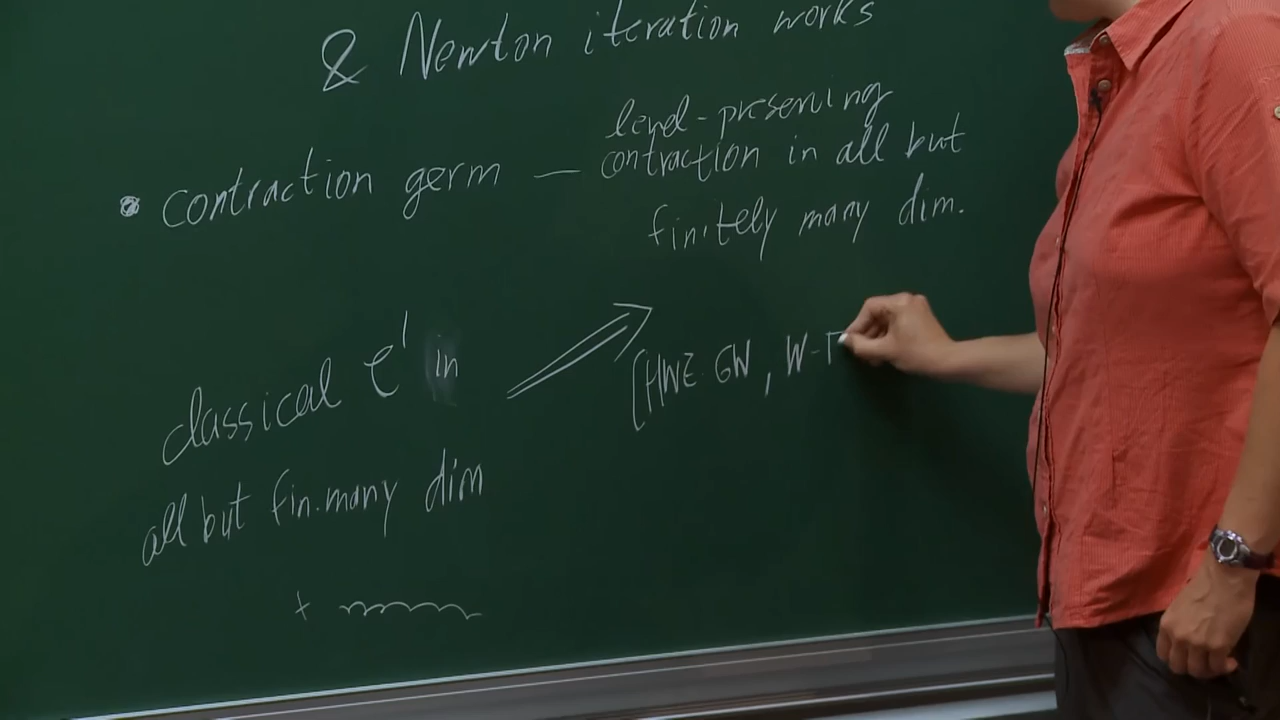 & Newton iteration works
• contraction germ — level-preserving
contraction in all but
finitely many dim.
classical C¹ in
all but fin. many dim
+
[HWZ GW, W-F